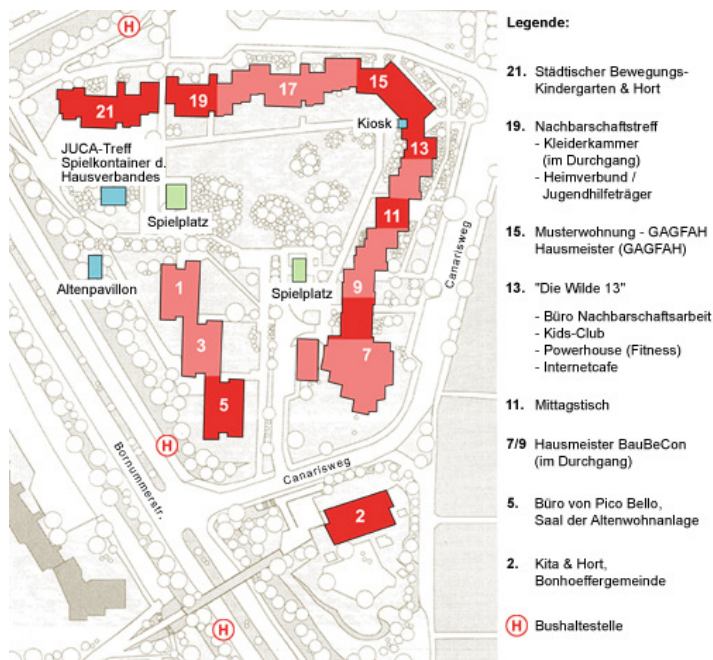 H
21
19
17
15
Kiosk
13
JUCA-Treff
Spielkontainer d.
Hausverbandes
Spielplatz
11
Altenpavillon
1
Spielplatz
9
3
7
5
Canarisweg
H
Bornummerstr.
Canarisweg
2
H
Legende:
21. Städtischer Bewegungs-
Kindergarten & Hort
19. Nachbarschaftstreff
- Kleiderkammer
(im Durchgang)
- Heimverbund /
Jugendhilfeträger
15. Musterwohnung - GAGFAH
Hausmeister (GAGFAH)
13. "Die Wilde 13"
- Büro Nachbarschaftsarbeit
- Kids-Club
- Powerhouse (Fitness)
- Internetcafe
11. Mittagstisch
7/9 Hausmeister BauBeCon
(im Durchgang)
5. Büro von Pico Bello,
Saal der Altenwohnanlage
2. Kita & Hort,
Bonhoeffergemeinde
H Bushaltestelle